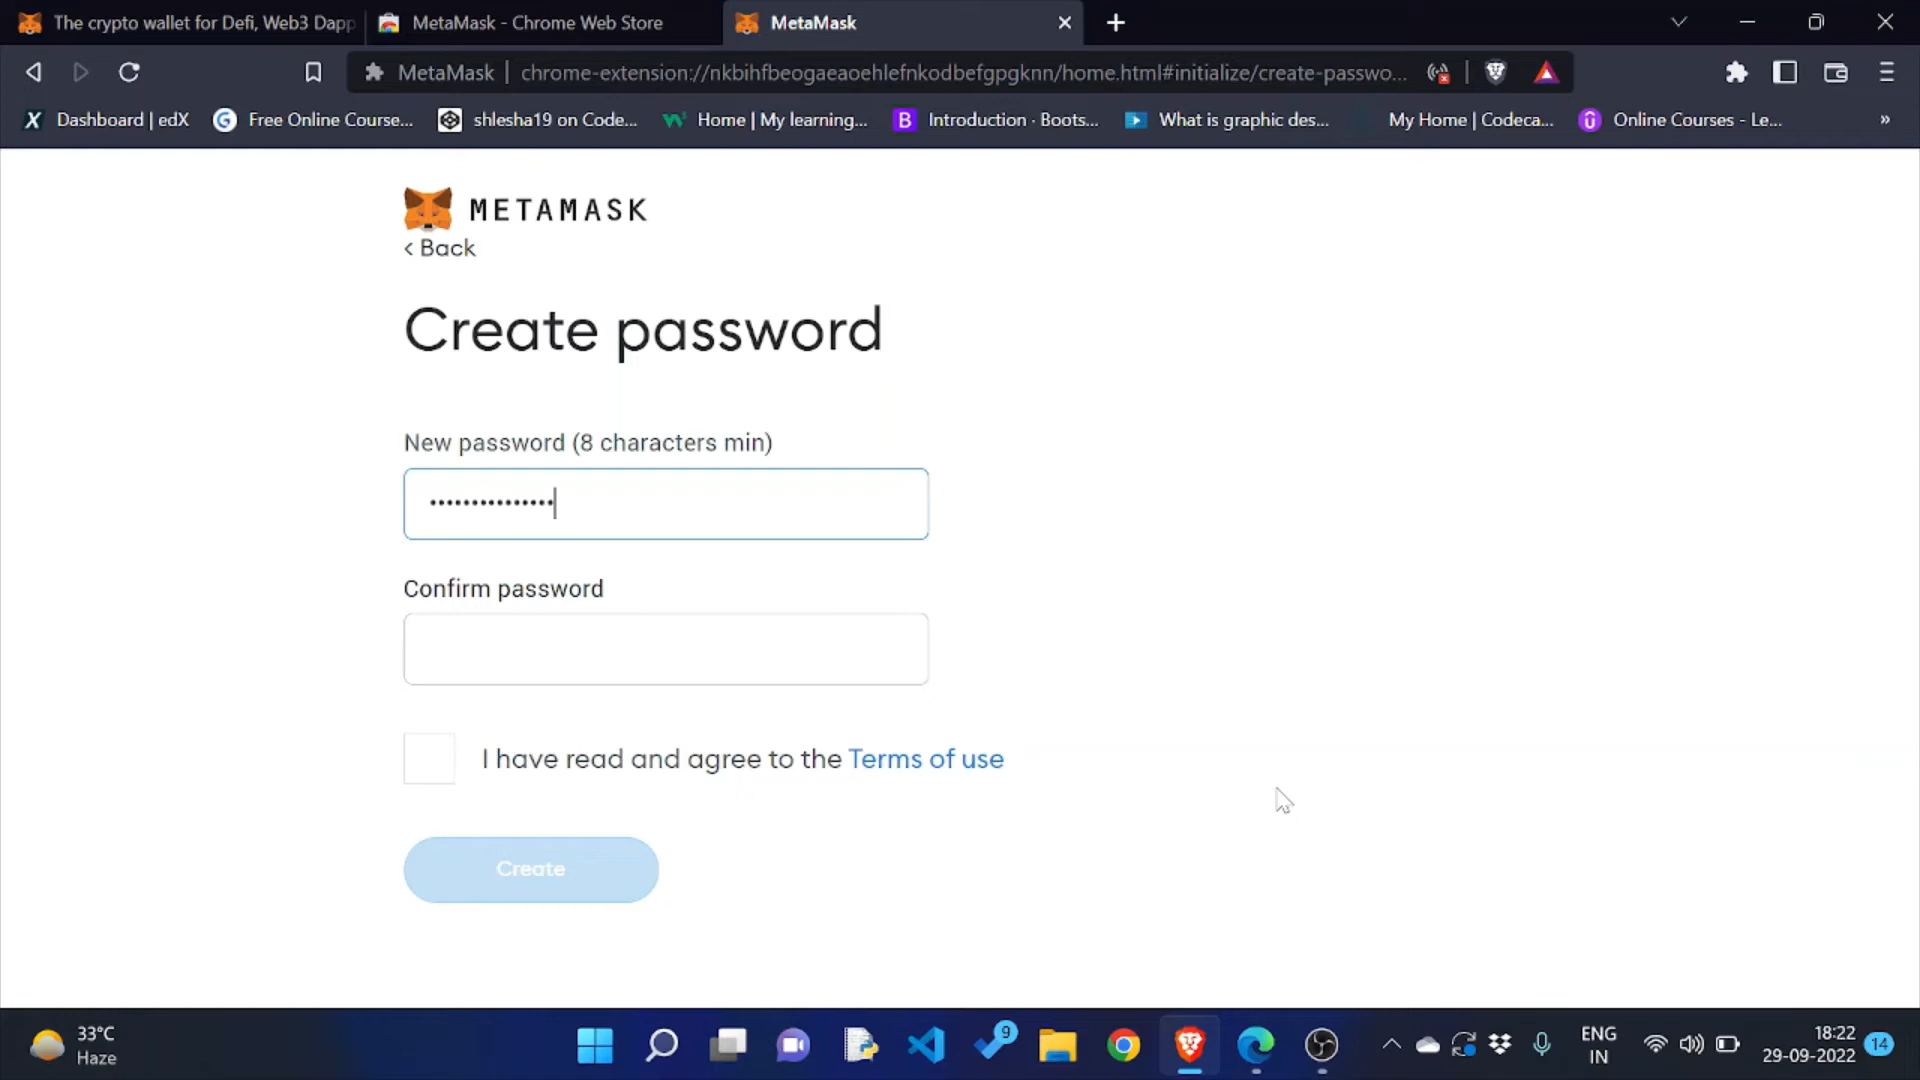 The crypto wallet for Defi, Web3 Dapp
MetaMask - Chrome Web Store
MetaMask
MetaMask | chrome-extension://nkbihfbeogaeaoehlefnkodbefgpgknn/home.html#initialize/create-passwo...
Dashboard | edX
Free Online Course...
shlesha19 on Code...
Home | My learning...
B
Introduction · Boots...
What is graphic des...
My Home | Codeca...
Online Courses - Le...
»
METAMASK
< Back
Create password
New password (8 characters min)
Confirm password
I have read and agree to the Terms of use
Create
33°C
Haze
9
ENG
IN
18:22
29-09-2022
14